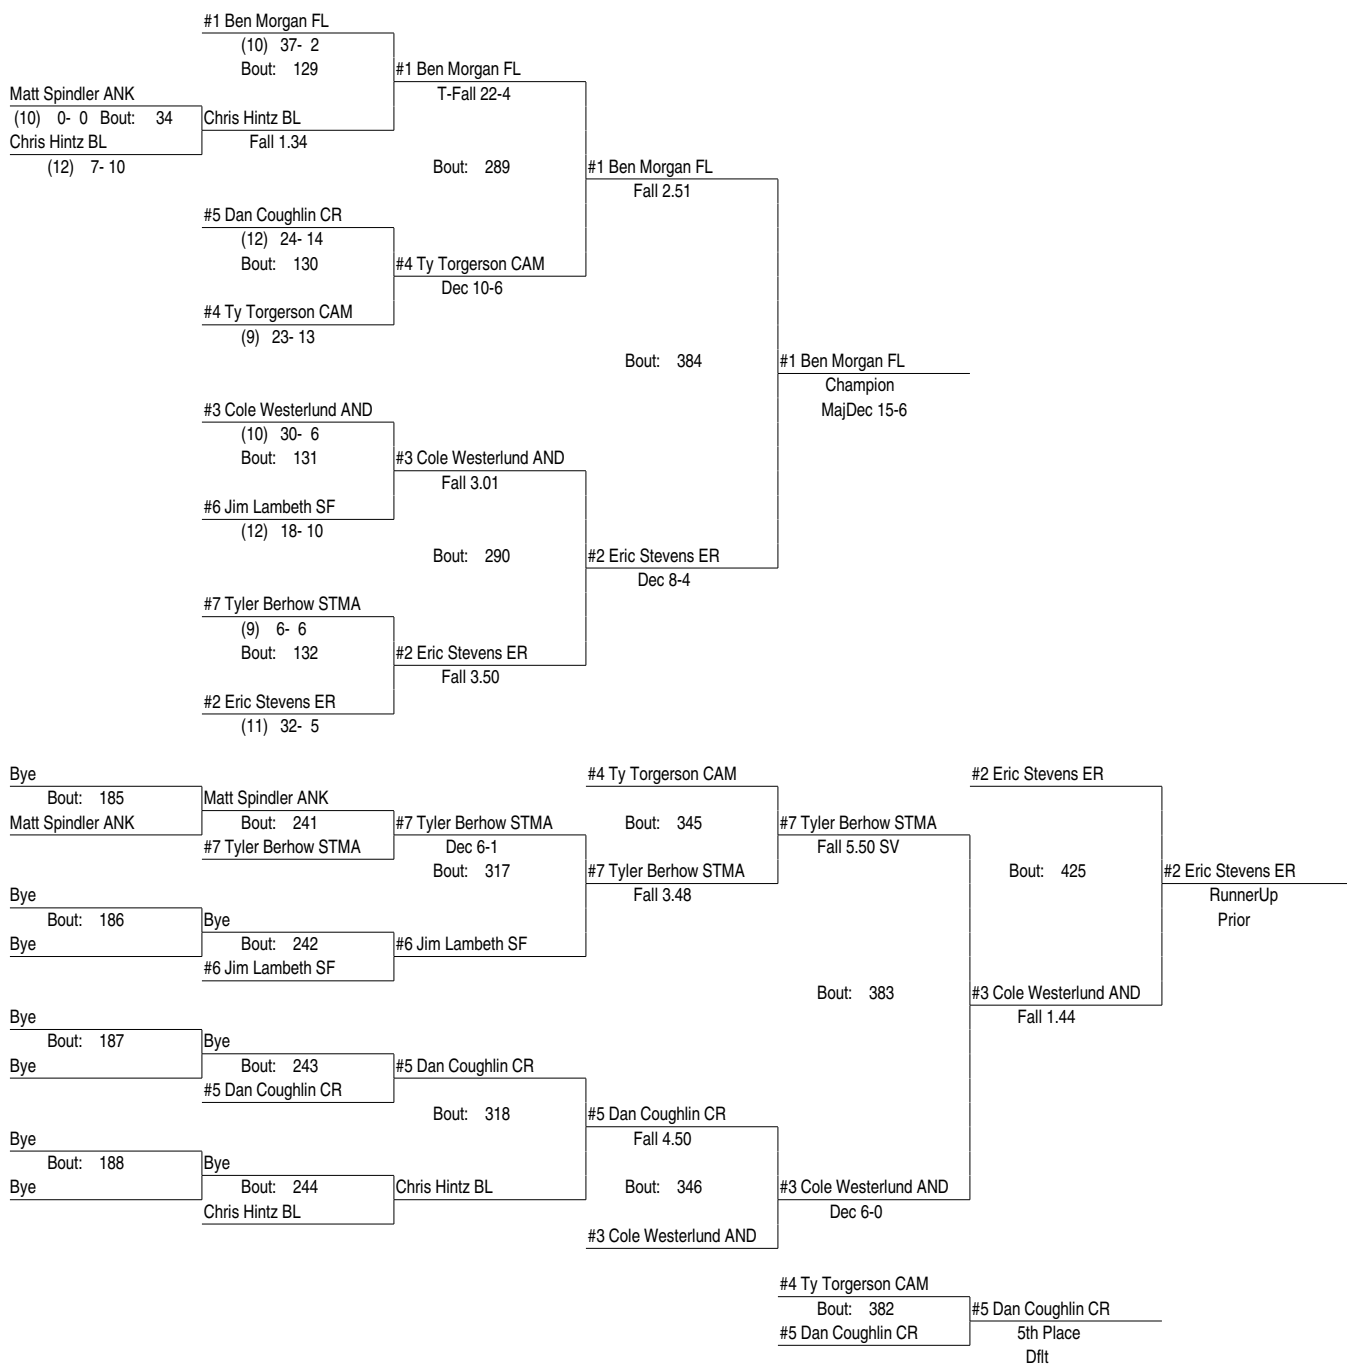 #1 Ben Morgan FL
(10) 37- 2
Bout: 129
#1 Ben Morgan FL
T-Fall 22-4
Matt Spindler ANK
(10) 0- 0 Bout: 34
Chris Hintz BL
Fall 1.34
Chris Hintz BL
(12) 7- 10
Bout: 289
#1 Ben Morgan FL
Fall 2.51
#5 Dan Coughlin CR
(12) 24- 14
Bout: 130
#4 Ty Torgerson CAM
Dec 10-6
#4 Ty Torgerson CAM
(9) 23- 13
Bout: 384
#1 Ben Morgan FL
Champion
MajDec 15-6
#3 Cole Westerlund AND
(10) 30- 6
Bout: 131
#3 Cole Westerlund AND
Fall 3.01
#6 Jim Lambeth SF
(12) 18- 10
Bout: 290
#2 Eric Stevens ER
Dec 8-4
#7 Tyler Berhow STMA
(9) 6- 6
Bout: 132
#2 Eric Stevens ER
Fall 3.50
#2 Eric Stevens ER
(11) 32- 5
Bye
Bout: 185
Matt Spindler ANK
Matt Spindler ANK
Bout: 241
#7 Tyler Berhow STMA
#7 Tyler Berhow STMA
Dec 6-1
Bout: 317
#4 Ty Torgerson CAM
Bout: 345
#7 Tyler Berhow STMA
Fall 3.48
#7 Tyler Berhow STMA
Fall 5.50 SV
#2 Eric Stevens ER
Bout: 425
#2 Eric Stevens ER
RunnerUp
Prior
Bye
Bout: 186
Bye
Bye
Bout: 242
#6 Jim Lambeth SF
#6 Jim Lambeth SF
Bout: 383
#3 Cole Westerlund AND
Fall 1.44
Bye
Bout: 187
Bye
Bye
Bout: 243
#5 Dan Coughlin CR
#5 Dan Coughlin CR
Bout: 318
#5 Dan Coughlin CR
Fall 4.50
Bye
Bout: 188
Bye
Bye
Bout: 244
Chris Hintz BL
Chris Hintz BL
Bout: 346
#3 Cole Westerlund AND
Dec 6-0
#3 Cole Westerlund AND
#4 Ty Torgerson CAM
Bout: 382
#5 Dan Coughlin CR
#5 Dan Coughlin CR
5th Place
Dflt